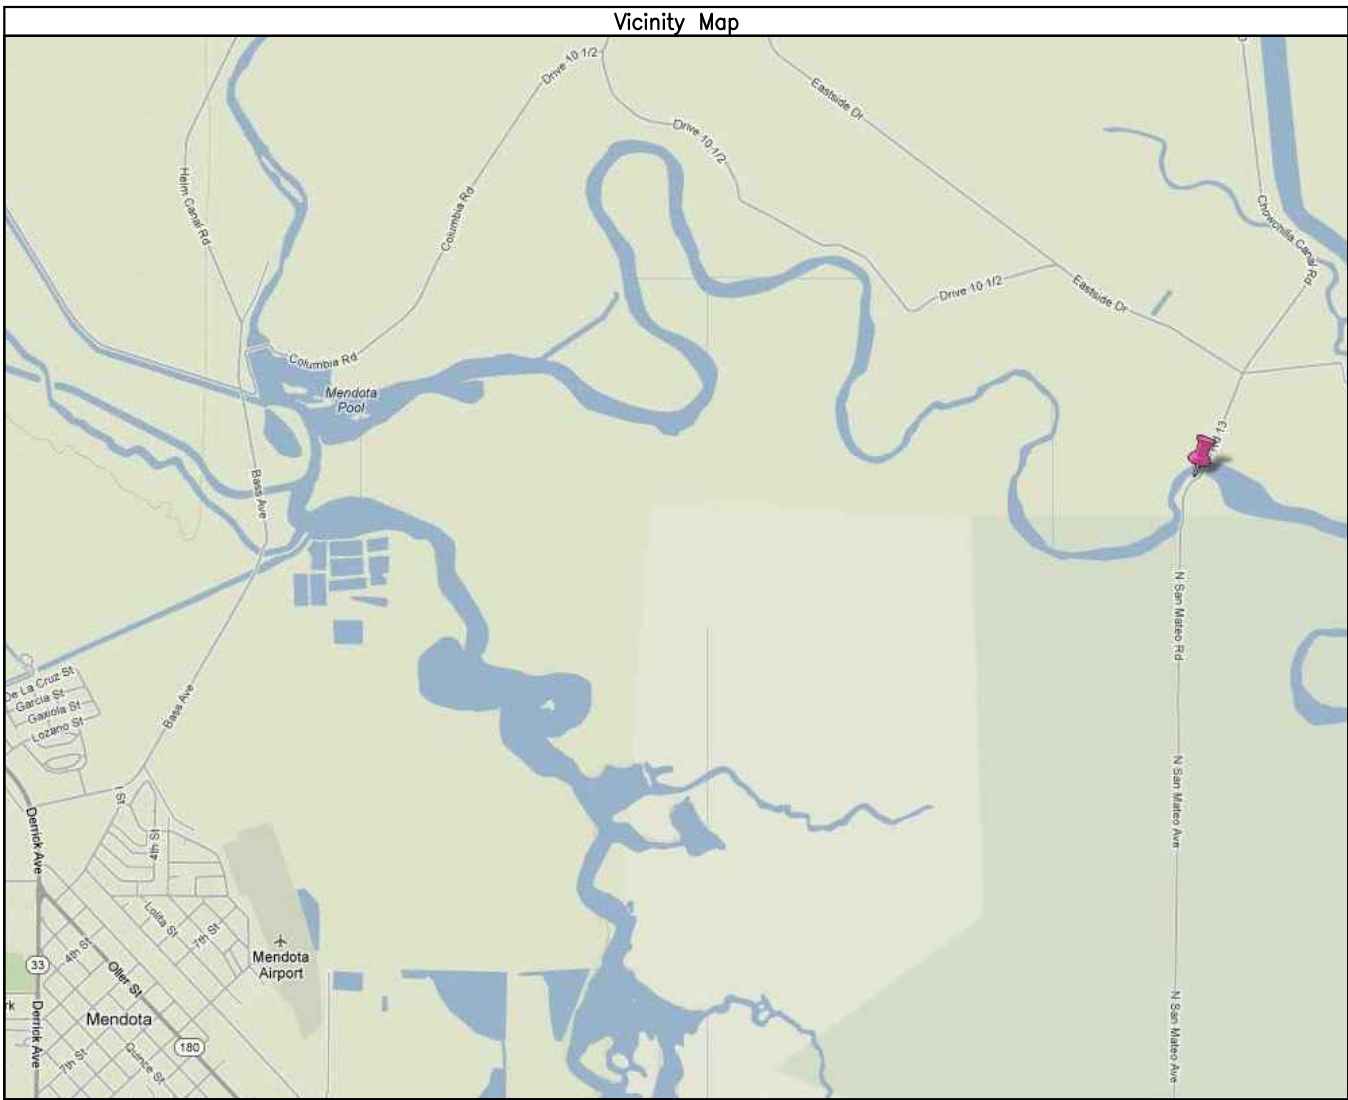 Vicinity Map
Drive 10 1/2
Eastside Dr
Drive 10 1/2
Helm Canal Rd
Columbia Rd
Chowchilla Canal Rd
Drive 10 1/2
Eastside Dr
Columbia Rd
Mendota
Pool
13
Bass Ave
N San Mateo Rd
De La Cruz St
Garcia St
Gaxiola St
Lozano St
Bass Ave
N San Mateo Ave
I St
4th St
Derrick Ave
Lolita St
7th St
4th St
Mendota
Airport
33
Oller St
rk
Derrick Ave
Mendota
180
7th St
Quince St
N San Mateo Ave